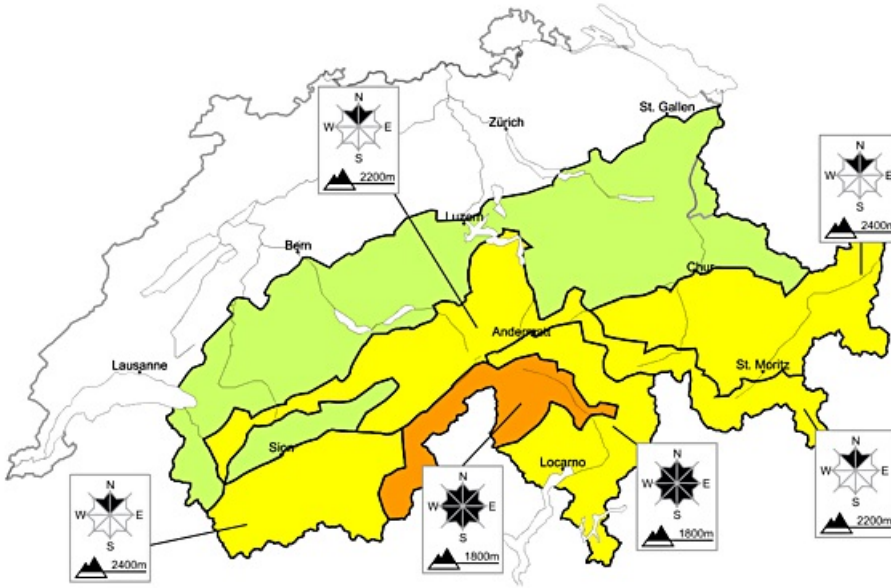 St. Gallen
Zürich
N
W E
S
2200m
N
W E
S
2400m
Luzern
Bern
Chur
Andermatt
Lausanne
St. Moritz
Sion
Locarno
N
W E
S
2400m
N
W E
S
1800m
N
W E
S
1800m
N
W E
S
2200m